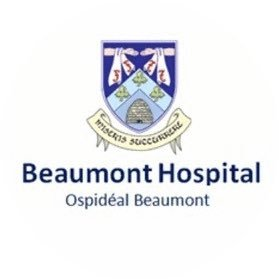 MISERIS SUCCURRERE
Beaumont Hospital
Ospidéal Beaumont